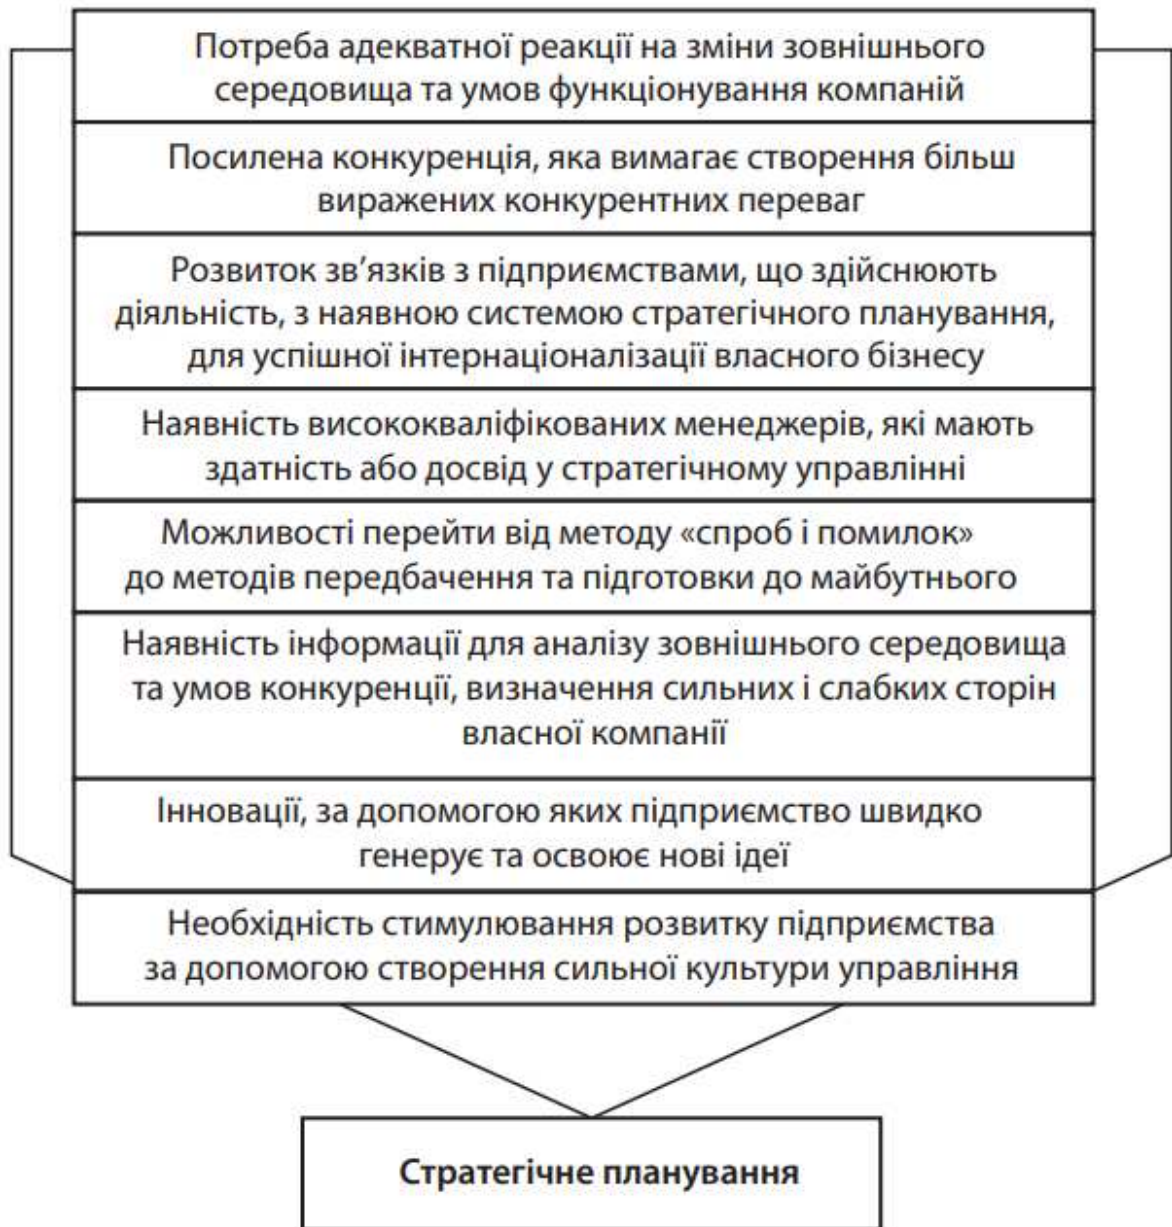 Потреба адекватної реакції на зміни зовнішнього
середовища та умов функціонування компаній
Посилена конкуренція, яка вимагає створення більш
виражених конкурентних переваг
Розвиток зв’язків з підприємствами, що здійснюють
діяльність, з наявною системою стратегічного планування,
для успішної інтернаціоналізації власного бізнесу
Наявність висококваліфікованих менеджерів, які мають
здатність або досвід у стратегічному управлінні
Можливості перейти від методу «спроб і помилок»
до методів передбачення та підготовки до майбутнього
Наявність інформації для аналізу зовнішнього середовища
та умов конкуренції, визначення сильних і слабких сторін
власної компанії
Інновації, за допомогою яких підприємство швидко
генерує та освоює нові ідеї
Необхідність стимулювання розвитку підприємства
за допомогою створення сильної культури управління
Стратегічне планування